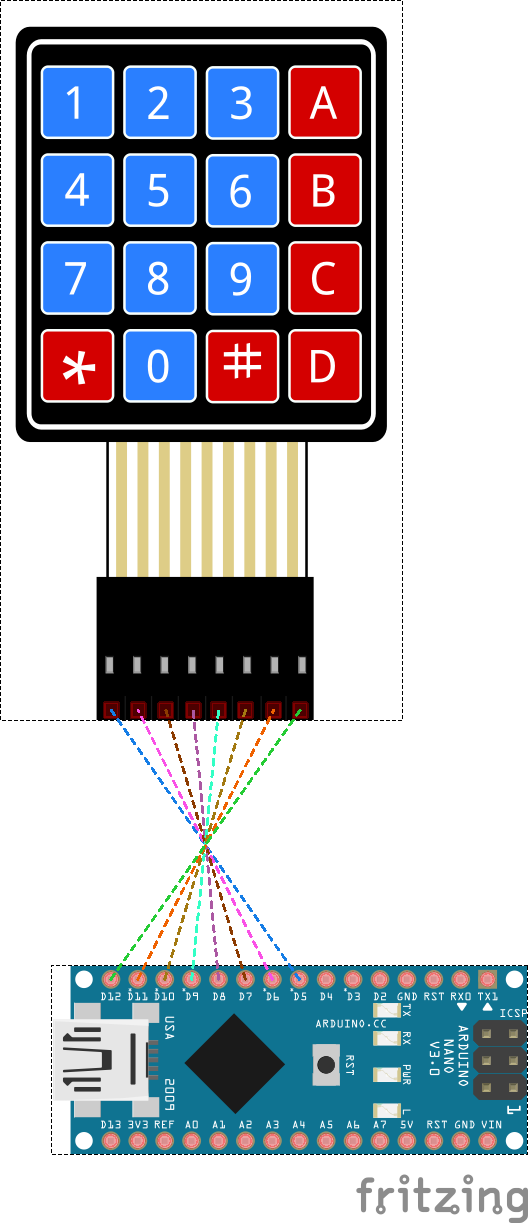 1 2 3 A
4 5 6 B
7 8 9 C
* 0 # D
D12 D11 D10 D9 D8 D7 D6 D5 D4 D3 D2 GND RST RX0 TX1
TX
RX
PWR
L
ARDUINO.CC
RST
USA
2009
ARDUINO
NANO
V3.0
ICSP
1
D13 3V3 REF A0 A1 A2 A3 A4 A5 A6 A7 5V RST GND VIN
fritzing